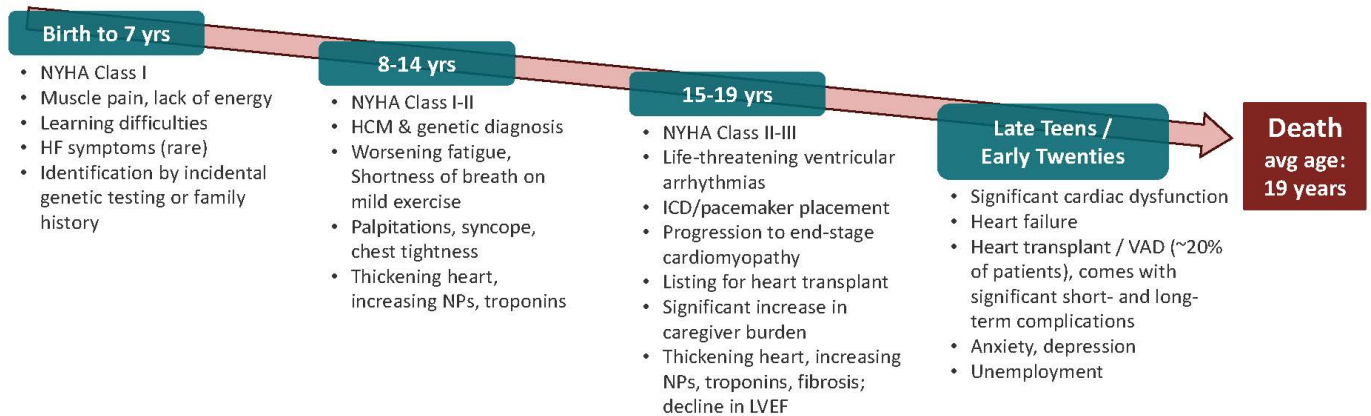 Birth to 7 yrs
• NYHA Class I
• Muscle pain, lack of energy
• Learning difficulties
• HF symptoms (rare)
• Identification by incidental
genetic testing or family
history
8-14 yrs
• NYHA Class I-II
• HCM & genetic diagnosis
• Worsening fatigue,
Shortness of breath on
mild exercise
• Palpitations, syncope,
chest tightness
• Thickening heart,
increasing NPs, troponins
15-19 yrs
• NYHA Class II-III
• Life-threatening ventricular
arrhythmias
• ICD/pacemaker placement
• Progression to end-stage
cardiomyopathy
• Listing for heart transplant
• Significant increase in
caregiver burden
• Thickening heart, increasing
NPs, troponins, fibrosis;
decline in LVEF
Late Teens /
Early Twenties
• Significant cardiac dysfunction
• Heart failure
• Heart transplant / VAD (~20%
of patients), comes with
significant short- and long-
term complications
• Anxiety, depression
• Unemployment
Death
avg age:
19 years